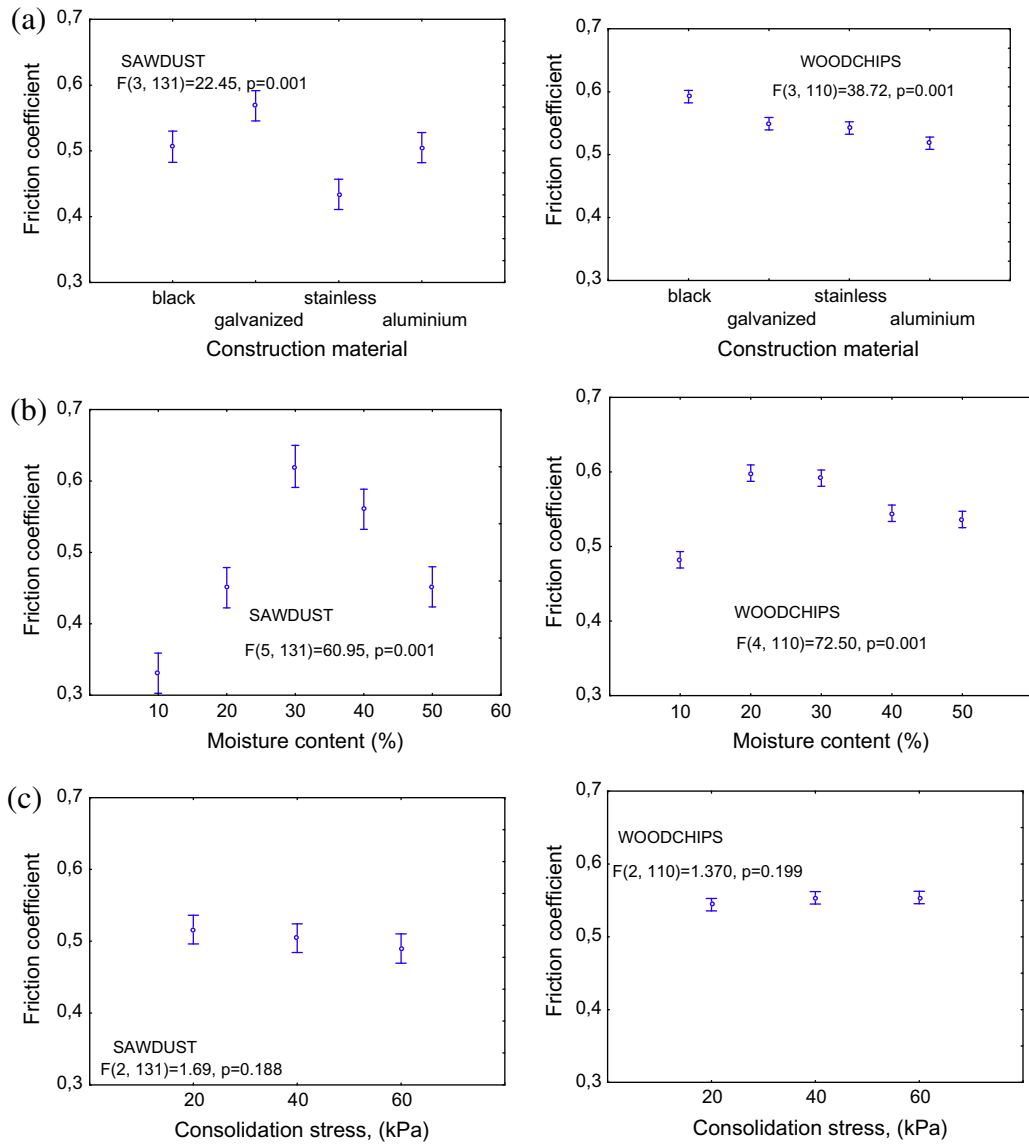 (a)
0,7
0,6
0,5
0,4
0,3
Friction coefficient
SAWDUST
F(3, 131)=22.45, p=0.001
black
stainless
galvanized
aluminium
Construction material
0,7
0,6
0,5
0,4
0,3
Friction coefficient
WOODCHIPS
F(3, 110)=38.72, p=0.001
black
stainless
galvanized
aluminium
Construction material
(b)
0,7
0,6
0,5
0,4
0,3
Friction coefficient
SAWDUST
F(5, 131)=60.95, p=0.001
10 20 30 40 50 60
Moisture content (%)
0,7
0,6
0,5
0,4
0,3
Friction coefficient
WOODCHIPS
F(4, 110)=72.50, p=0.001
10 20 30 40 50
Moisture content (%)
(c)
0,7
0,6
0,5
0,4
0,3
Friction coefficient
SAWDUST
F(2, 131)=1.69, p=0.188
20 40 60
Consolidation stress, (kPa)
0,7
0,6
0,5
0,4
0,3
Friction coefficient
WOODCHIPS
F(2, 110)=1.370, p=0.199
20 40 60
Consolidation stress, (kPa)